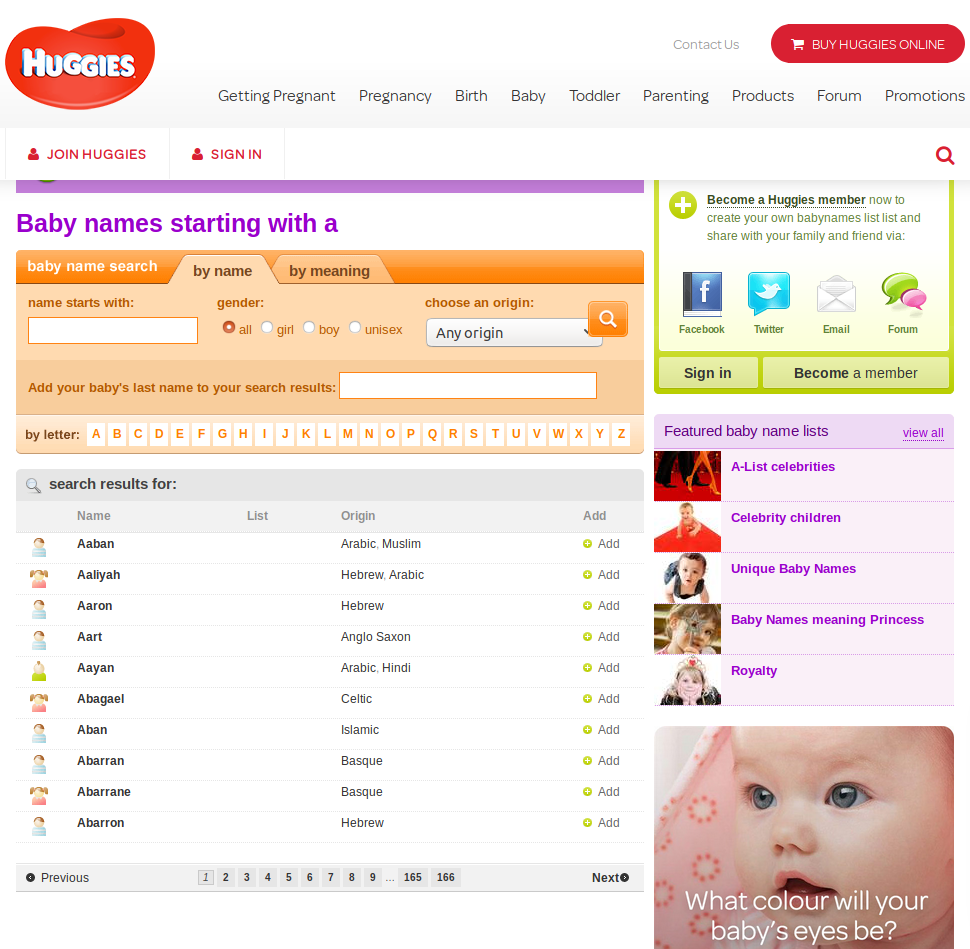 HUGGIES
Contact Us
BUY HUGGIES ONLINE
Getting Pregnant Pregnancy Birth Baby Toddler Parenting Products Forum Promotions
JOIN HUGGIES SIGN IN
Baby names starting with a
baby name search by name by meaning
name starts with: gender: choose an origin:
all girl boy unisex Any origin
Add your baby's last name to your search results:
by letter: A B C D E F G H I J K L M N O P Q R S T U V W X Y Z
search results for:
Name List Origin Add
Aaban Arabic, Muslim Add
Aaliyah Hebrew, Arabic Add
Aaron Hebrew Add
Aart Anglo Saxon Add
Aayan Arabic, Hindi Add
Abagael Celtic Add
Aban Islamic Add
Abarran Basque Add
Abarrane Basque Add
Abarron Hebrew Add
Previous 1 2 3 4 5 6 7 8 9 ... 165 166 Next
Become a Huggies member now to
create your own babynames list list and
share with your family and friend via:
Facebook Twitter Email Forum
Sign in Become a member
Featured baby name lists view all
A-List celebrities
Celebrity children
Unique Baby Names
Baby Names meaning Princess
Royalty
What colour will your
baby's eyes be?